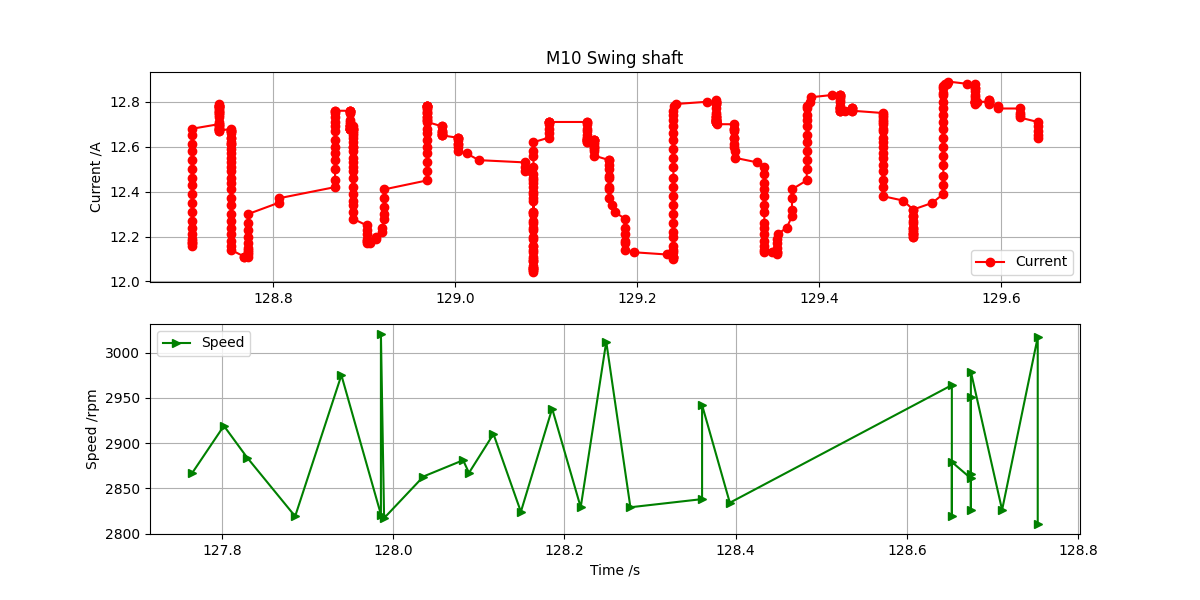 M10 Swing shaft
Current /A
12.8
12.6
12.4
12.2
12.0
128.8 129.0 129.2 129.4 129.6
Current
Speed /rpm
3000
2950
2900
2850
2800
127.8 128.0 128.2 128.4 128.6 128.8
Speed
Time /s